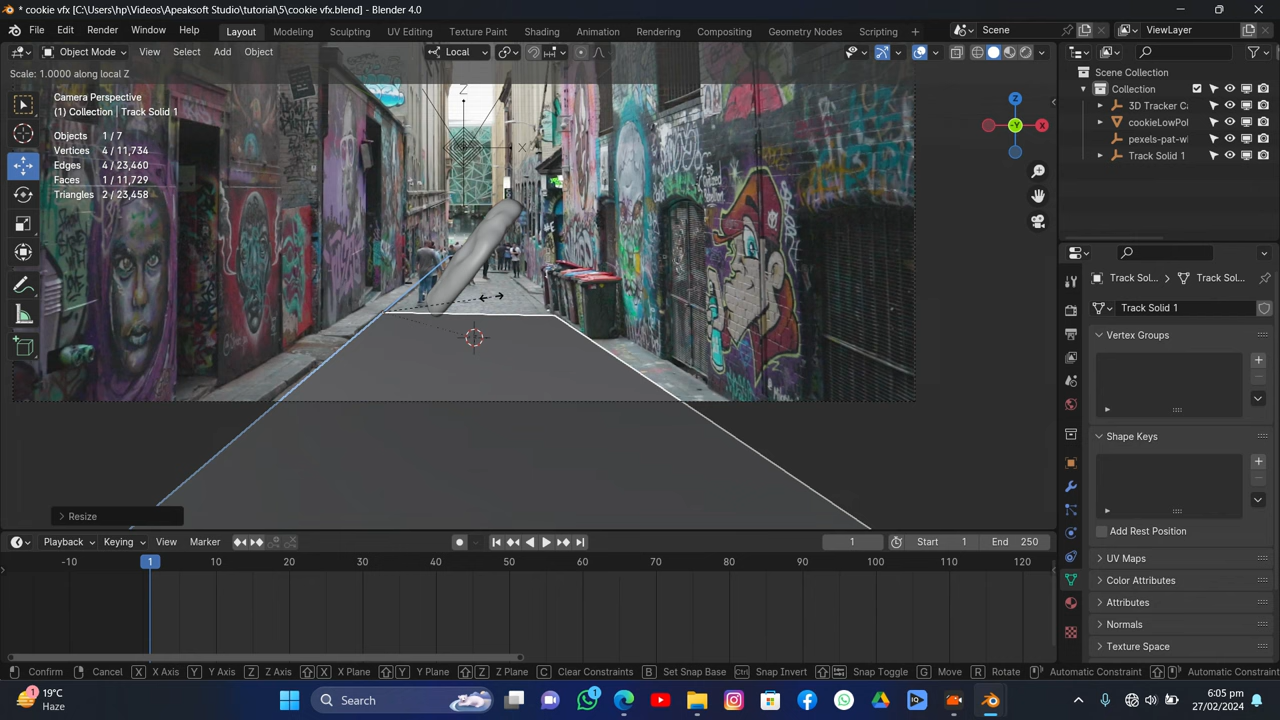 * cookie vfx [C:\Users\hp\Videos\Apeaksoft Studio\tutorial\5\cookie vfx.blend] - Blender 4.0
File Edit Render Window Help Layout Modeling Sculpting UV Editing Texture Paint Shading Animation Rendering Compositing Geometry Nodes Scripting + Scene ViewLayer
Object Mode View Select Add Object Local
Scale: 1.0000 along local Z
Camera Perspective
(1) Collection | Track Solid 1
Objects 1 / 7
Vertices 4 / 11,734
Edges 4 / 23,460
Faces 1 / 11,729
Triangles 2 / 23,458
Z
X
Z
-Y
X
Scene Collection
Collection
3D Tracker Ca
cookieLowPol
pexels-pat-wl
Track Solid 1
Track Sol... Track Sol...
Track Solid 1
Vertex Groups
Shape Keys
Add Rest Position
UV Maps
Color Attributes
Attributes
Normals
Texture Space
Resize
Playback Keying View Marker 1 Start 1 End 250
-10 1 10 20 30 40 50 60 70 80 90 100 110 120
Confirm Cancel X X Axis Y Y Axis Z Z Axis X X Plane Y Y Plane Z Z Plane C Clear Constraints B Set Snap Base Ctrl Snap Invert Snap Toggle G Move R Rotate Automatic Constraint Automatic Constraint
1
19°C
Haze
Search
1
6:05 pm
27/02/2024